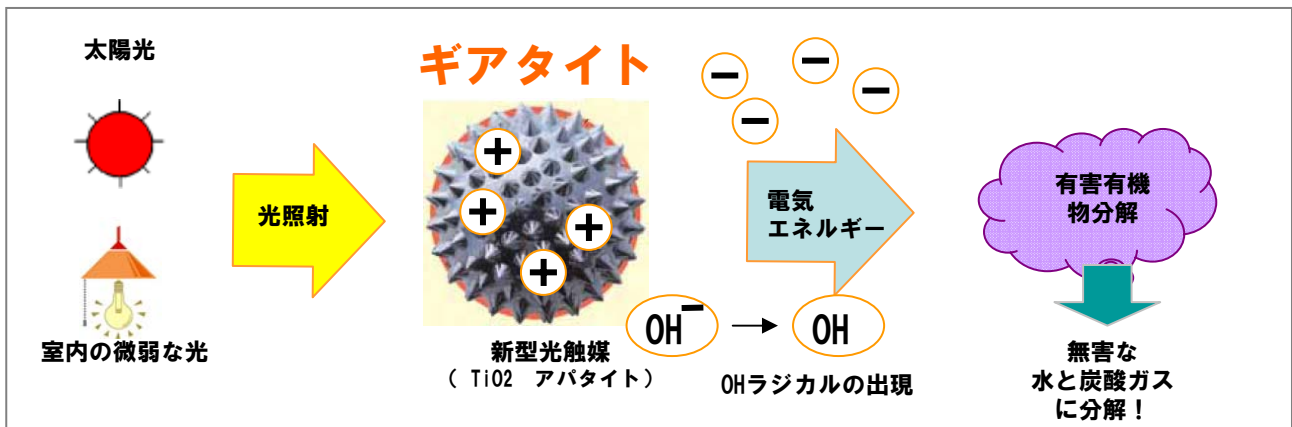 太陽光
室内の微弱な光
光照射
ギアタイト
+
+
+
+
新型光触媒
( TiO2 アパタイト)
−
−
−
−
電気
エネルギー
OH−
→
OH
OHラジカルの出現
有害有機
物分解
無害な
水と炭酸ガス
に分解!